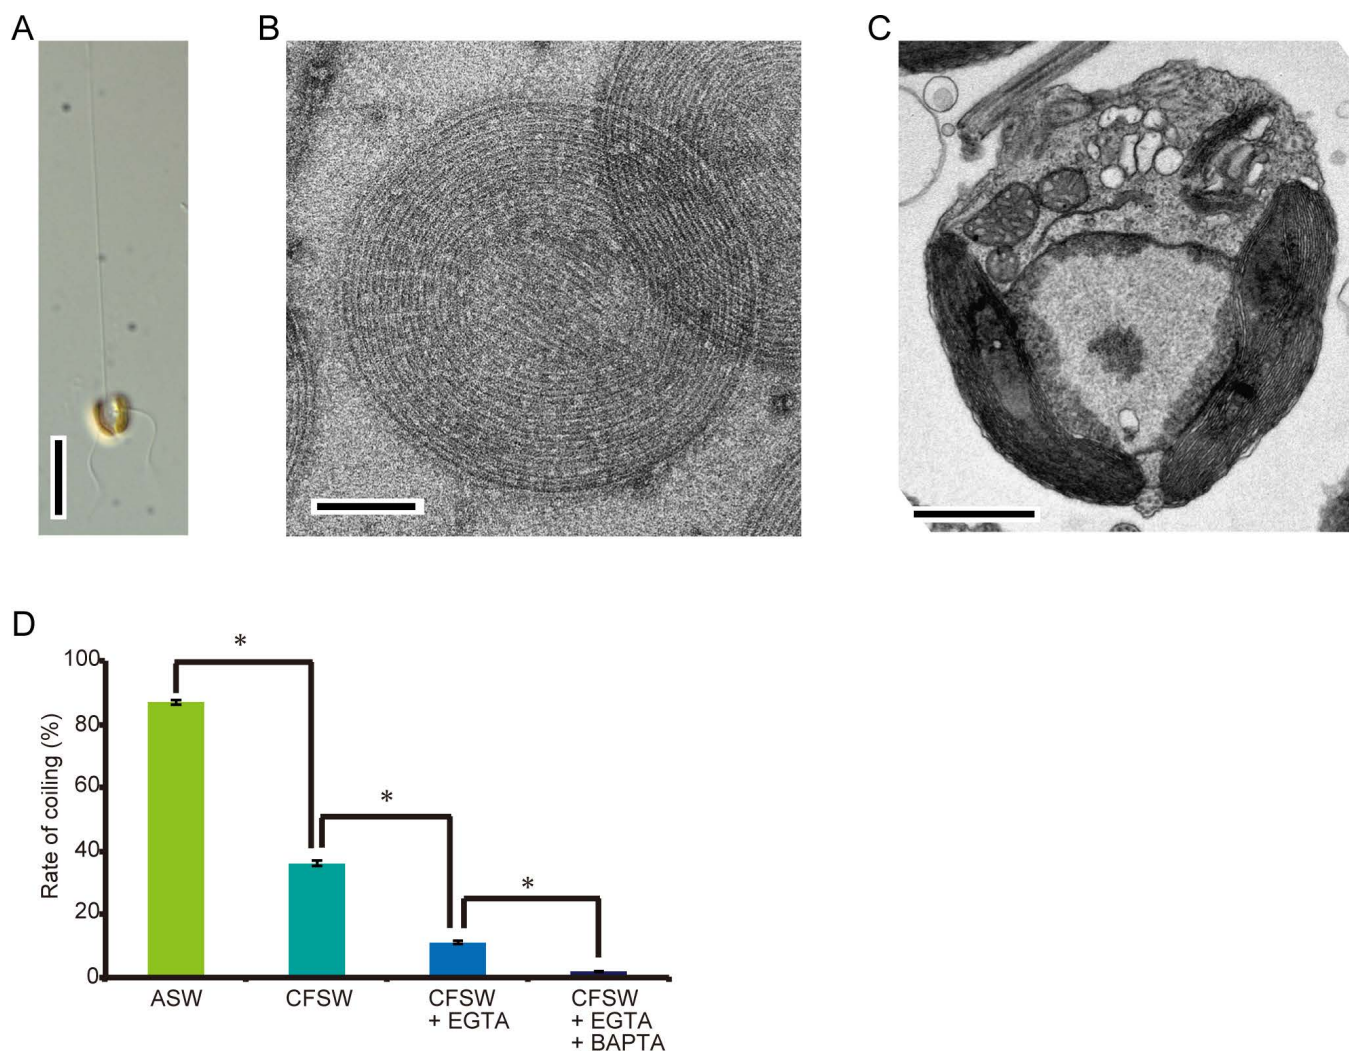 A
B
C
D
Rate of coiling (%)
100
80
60
40
20
0
*
*
*
ASW
CFSW
CFSW
+ EGTA
CFSW
+ EGTA
+ BAPTA